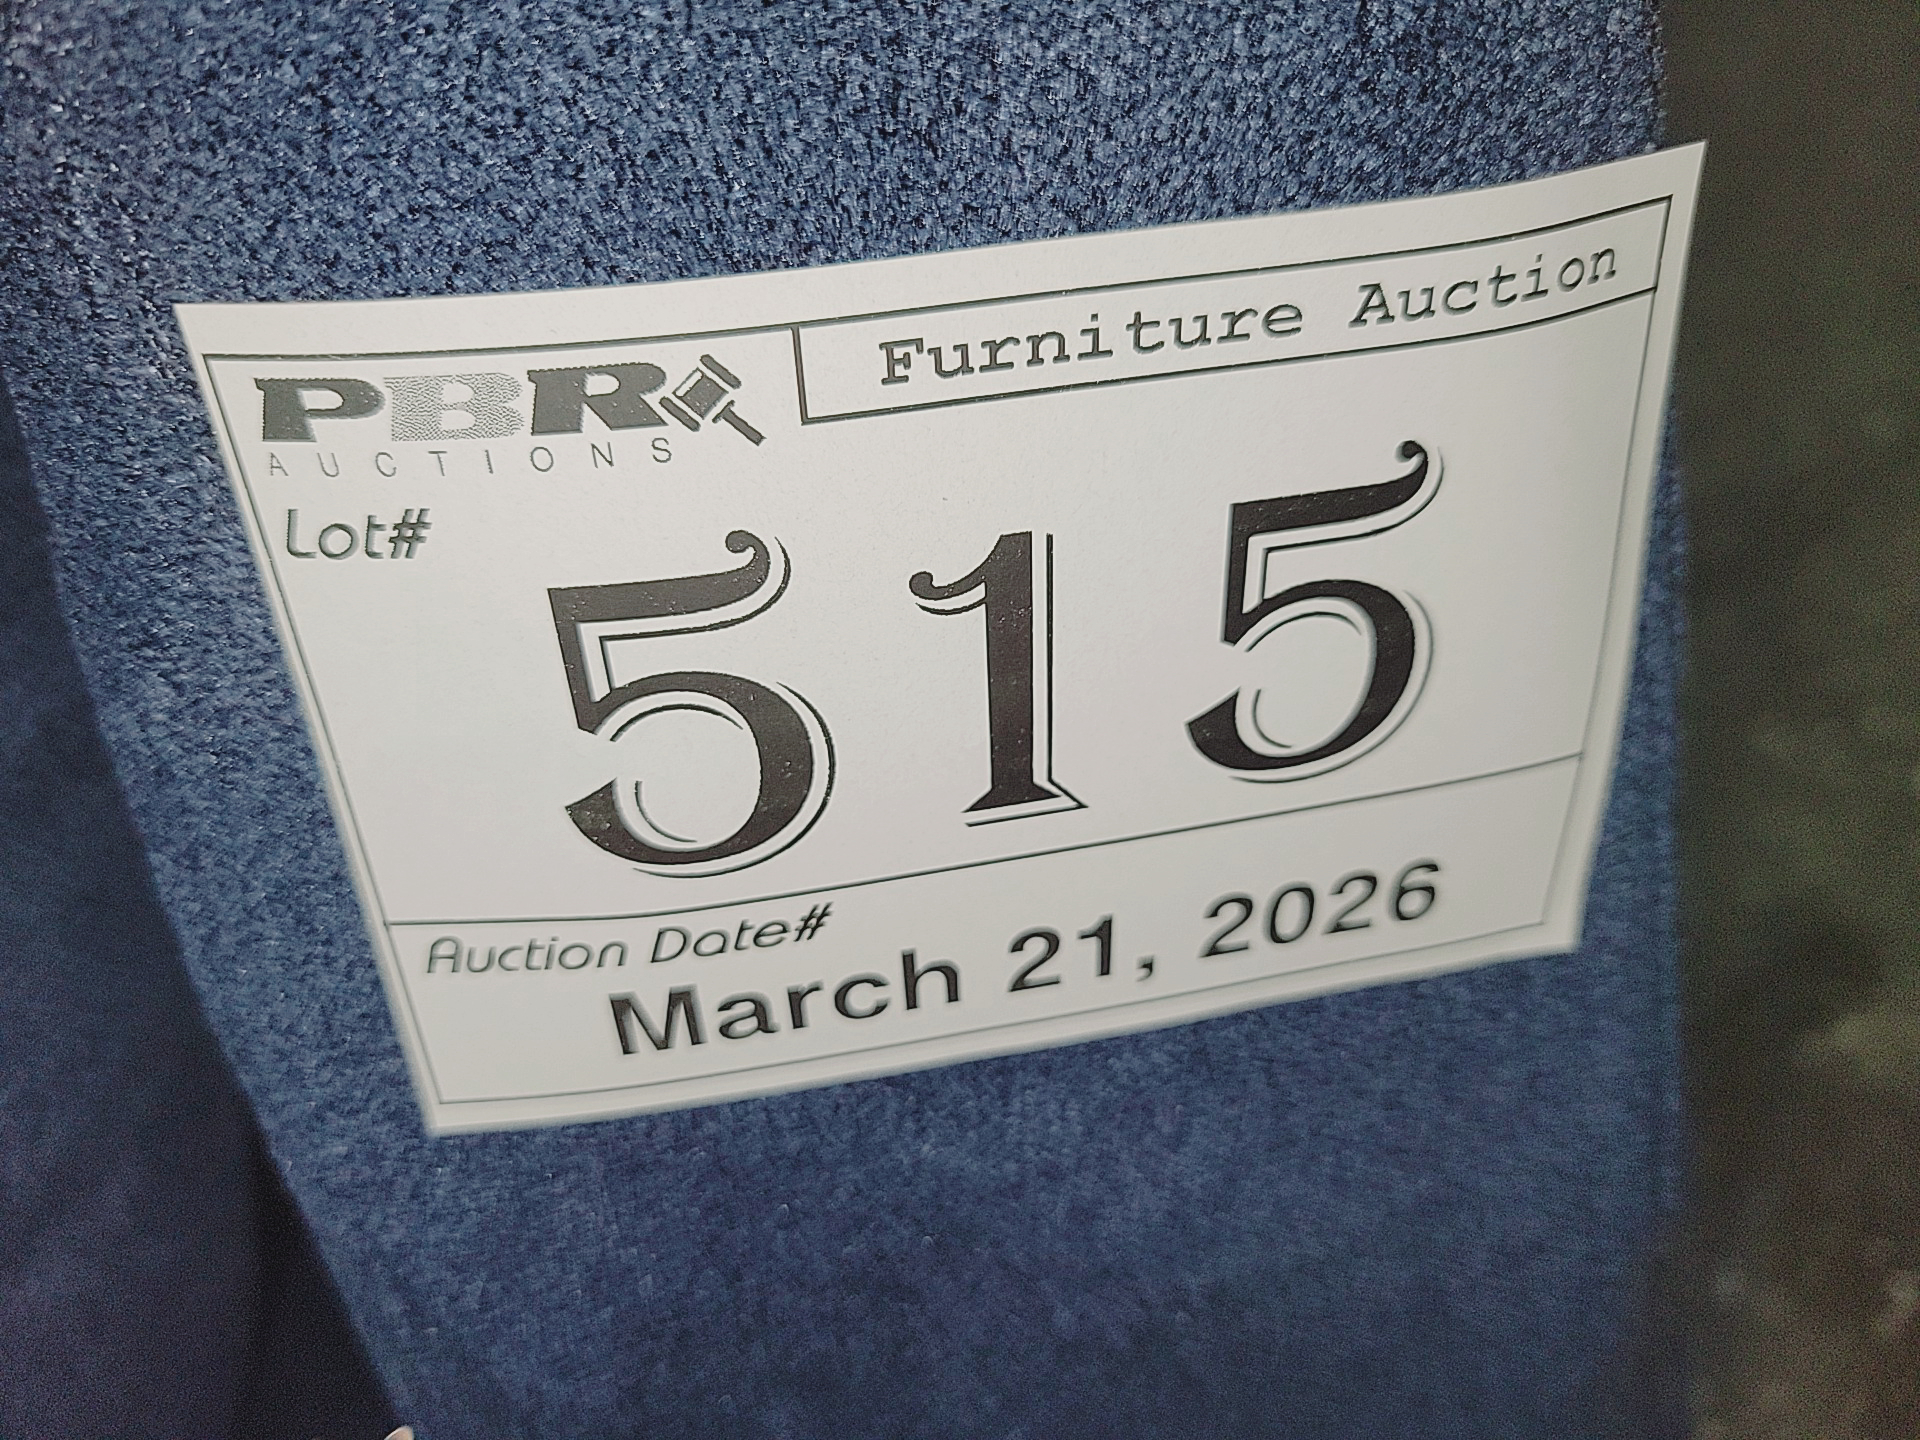 PBR
AUCTIONS
Furniture Auction
Lot#
515
Auction Date#
March 21, 2026